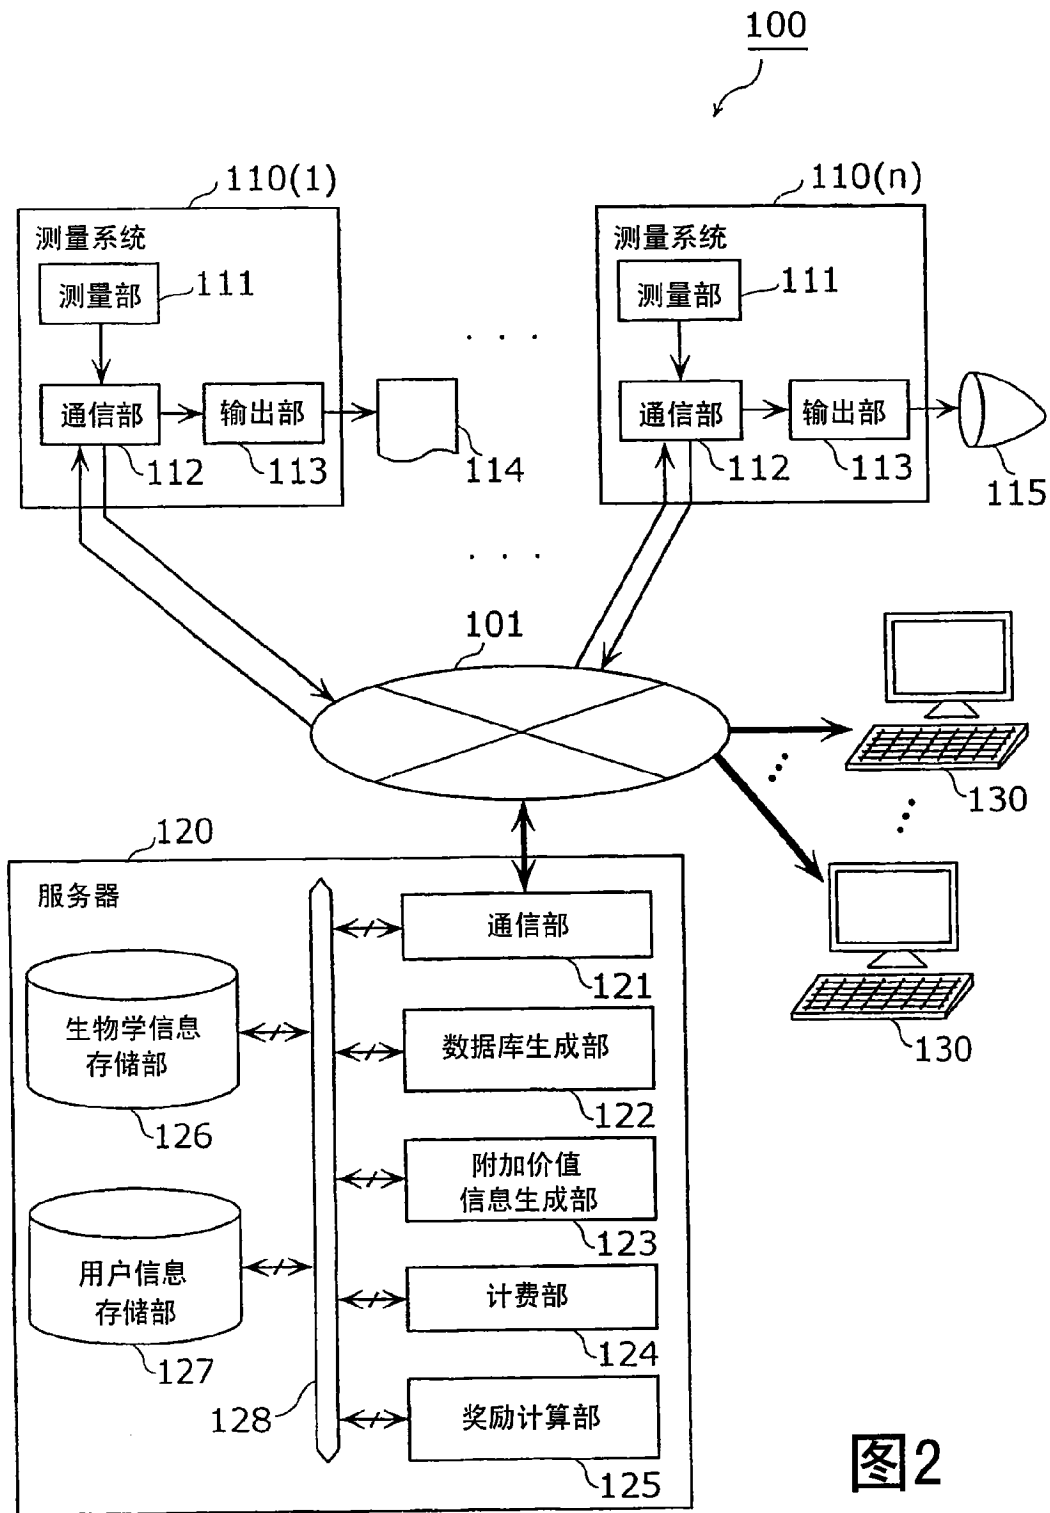 100
110(1)
110(n)
测量系统
测量系统
测量部
111
测量部
111
. . .
通信部
输出部
通信部
输出部
112
113
114
112
113
115
. . .
101
130
120
服务器
通信部
121
130
生物学信息
存储部
126
数据库生成部
122
附加价值
信息生成部
123
用户信息
存储部
127
计费部
124
128
奖励计算部
125
图2